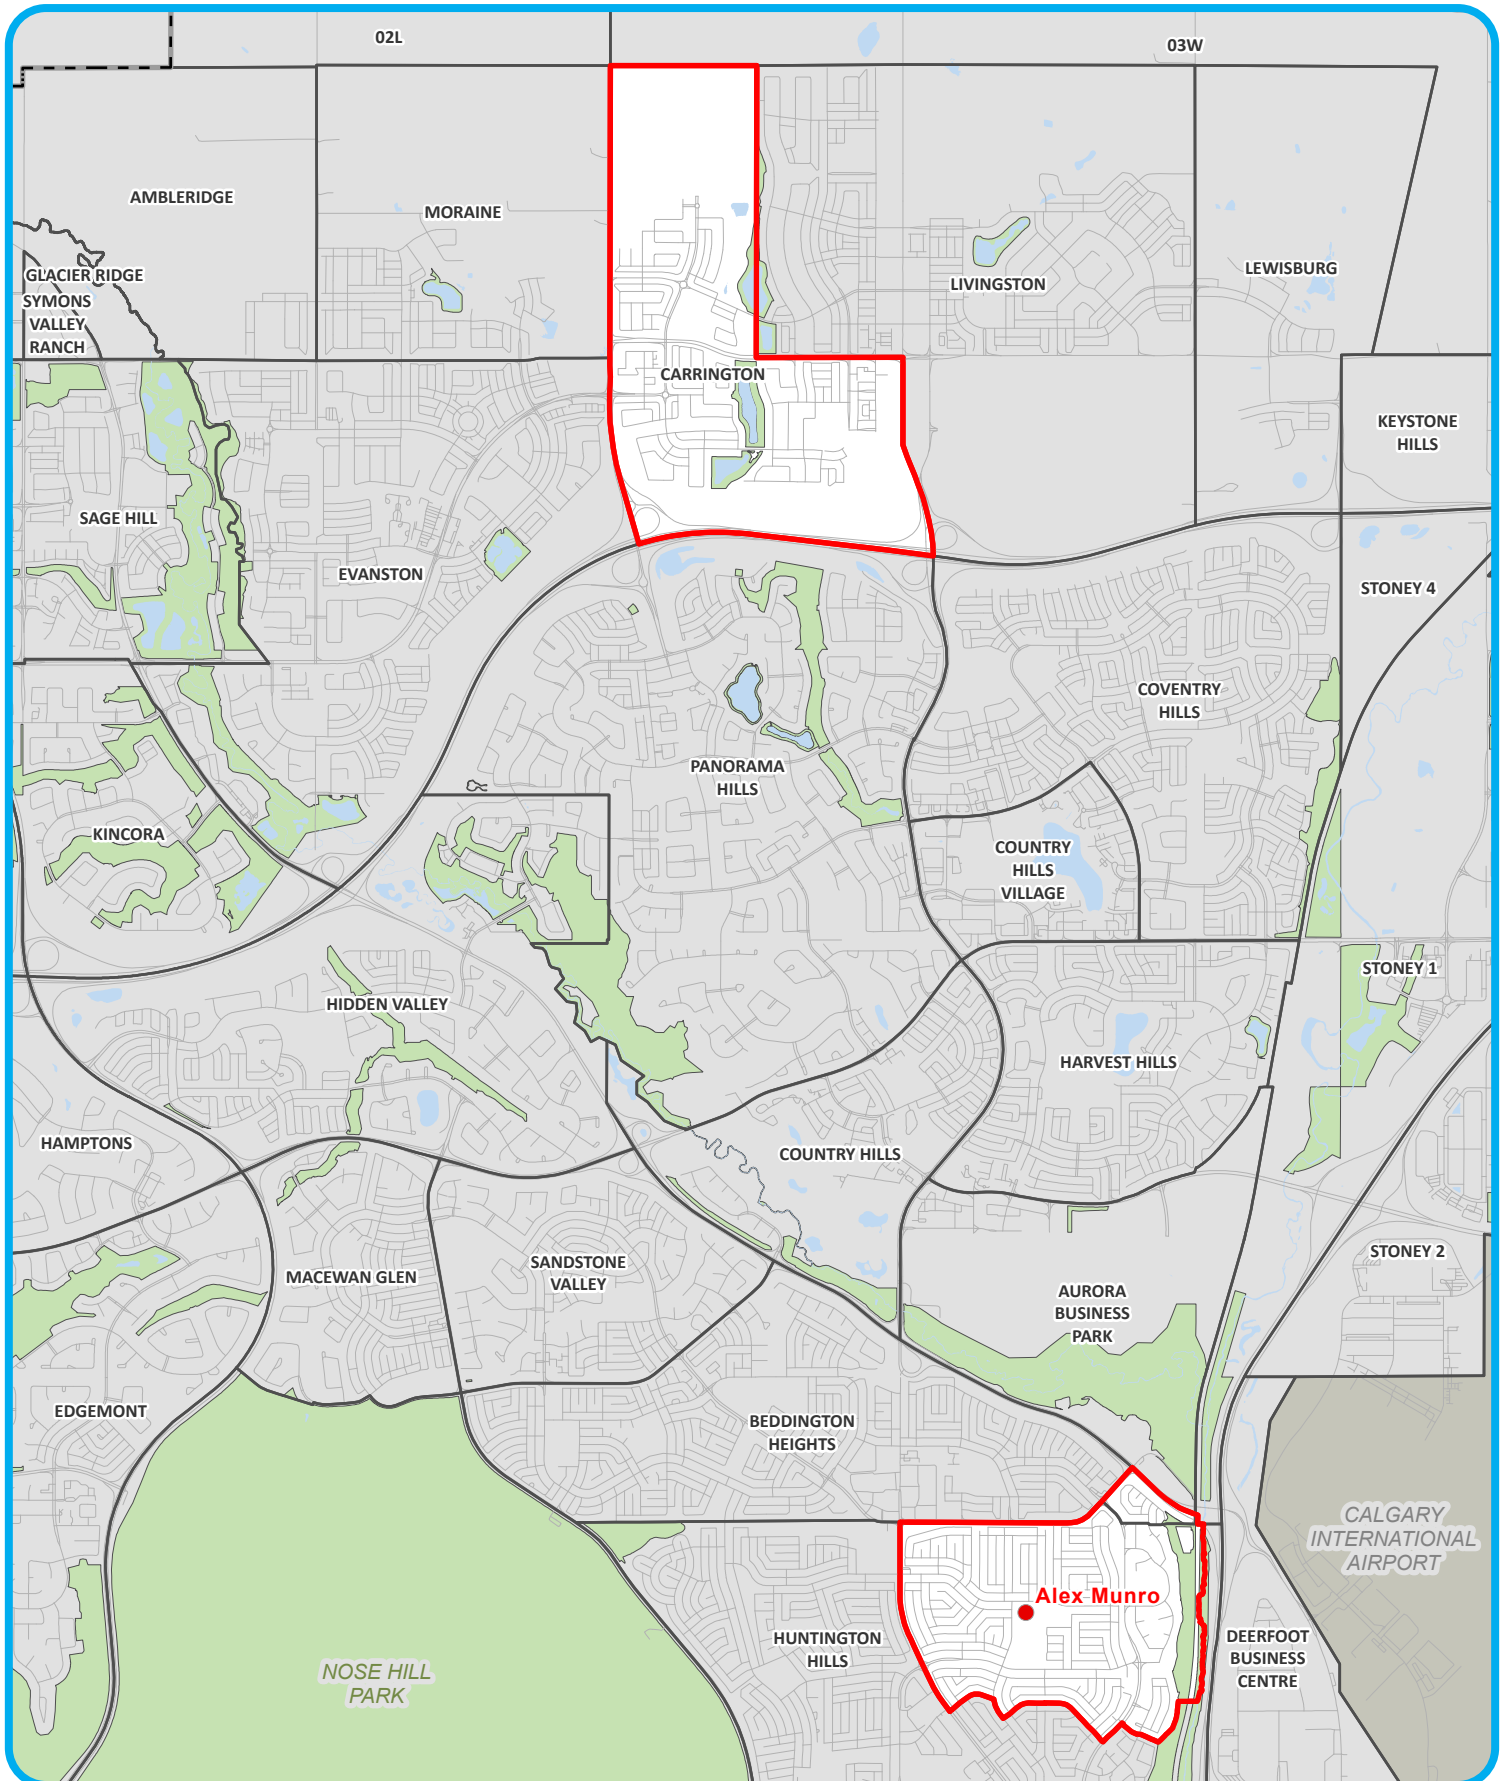 02L
03W
AMBLERIDGE
MORAINE
GLACIER RIDGE
SYMONS
VALLEY
RANCH
LIVINGSTON
LEWISBURG
CARRINGTON
KEYSTONE
HILLS
SAGE HILL
EVANSTON
STONEY 4
COVENTRY
HILLS
PANORAMA
HILLS
KINCORA
COUNTRY
HILLS
VILLAGE
STONEY 1
HIDDEN VALLEY
HARVEST HILLS
HAMPTONS
COUNTRY HILLS
MACEWAN GLEN
SANDSTONE
VALLEY
STONEY 2
AURORA
BUSINESS
PARK
EDGEMONT
BEDDINGTON
HEIGHTS
CALGARY
INTERNATIONAL
AIRPORT
Alex Munro
HUNTINGTON
HILLS
DEERFOOT
BUSINESS
CENTRE
NOSE HILL
PARK